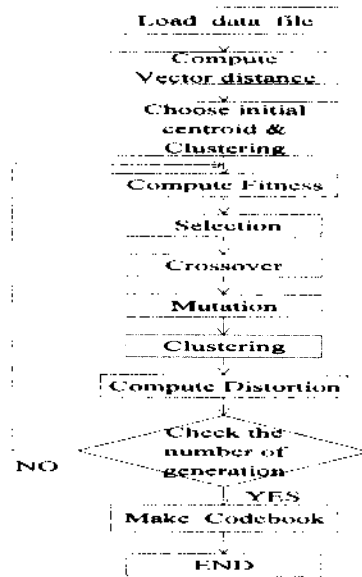 Load data file
Compute
Vector distance
Choose initial
centroid &
Clustering
Compute Fitness
Selection
Crossover
Mutation
Clustering
Compute Distortion
Check the
number of
generation
NO
YES
Make Codebook
END